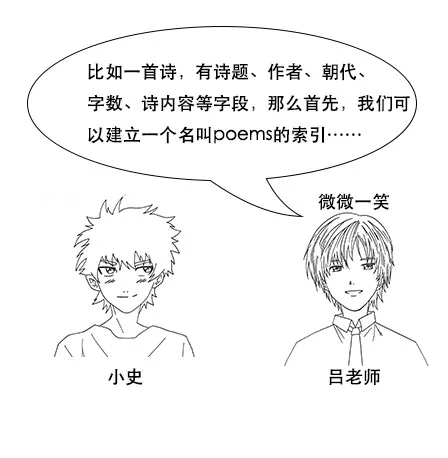 比如一首诗，有诗题、作者、朝代、
字数、诗内容等字段，那么首先，我们可
以建立一个名叫poems的索引……
微微一笑
小史
吕老师